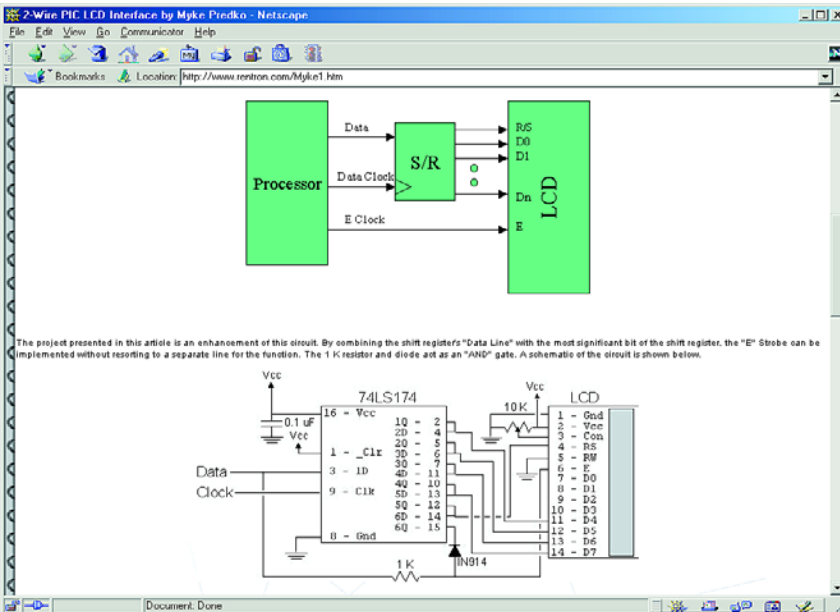 2-Wire PIC LCD Interface by Myke Predko - Netscape
File Edit View Go Communicator Help
Bookmarks Location: http://www.rentron.com/Myke1.htm
Processor
Data
Data Clock
E Clock
S/R
R/S
D0
D1
Dn
E
LCD
The project presented in this article is an enhancement of this circuit. By combining the shift register's "Data Line" with the most significant bit of the shift register, the "E" Strobe can be
implemented without resorting to a separate line for the function. The 1 K resistor and diode act as an "AND" gate. A schematic of the circuit is shown below.
Vcc
0.1 uF
Vcc
Data
Clock
74LS174
16 - Vcc
1 - _Clr
3 - 1D
9 - Clk
8 - Gnd
1Q - 2
2D - 4
2Q - 5
3D - 6
3Q - 7
4D - 11
4Q - 10
5D - 13
5Q - 12
6D - 14
6Q - 15
1 K
IN914
Vcc
10 K
LCD
1 - Gnd
2 - Vcc
3 - Con
4 - RS
5 - RW
6 - E
7 - D0
8 - D1
9 - D2
10 - D3
11 - D4
12 - D5
13 - D6
14 - D7
Document: Done